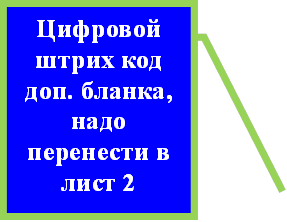 Цифровой
штрих код
доп. бланка,
надо
перенести в
лист 2